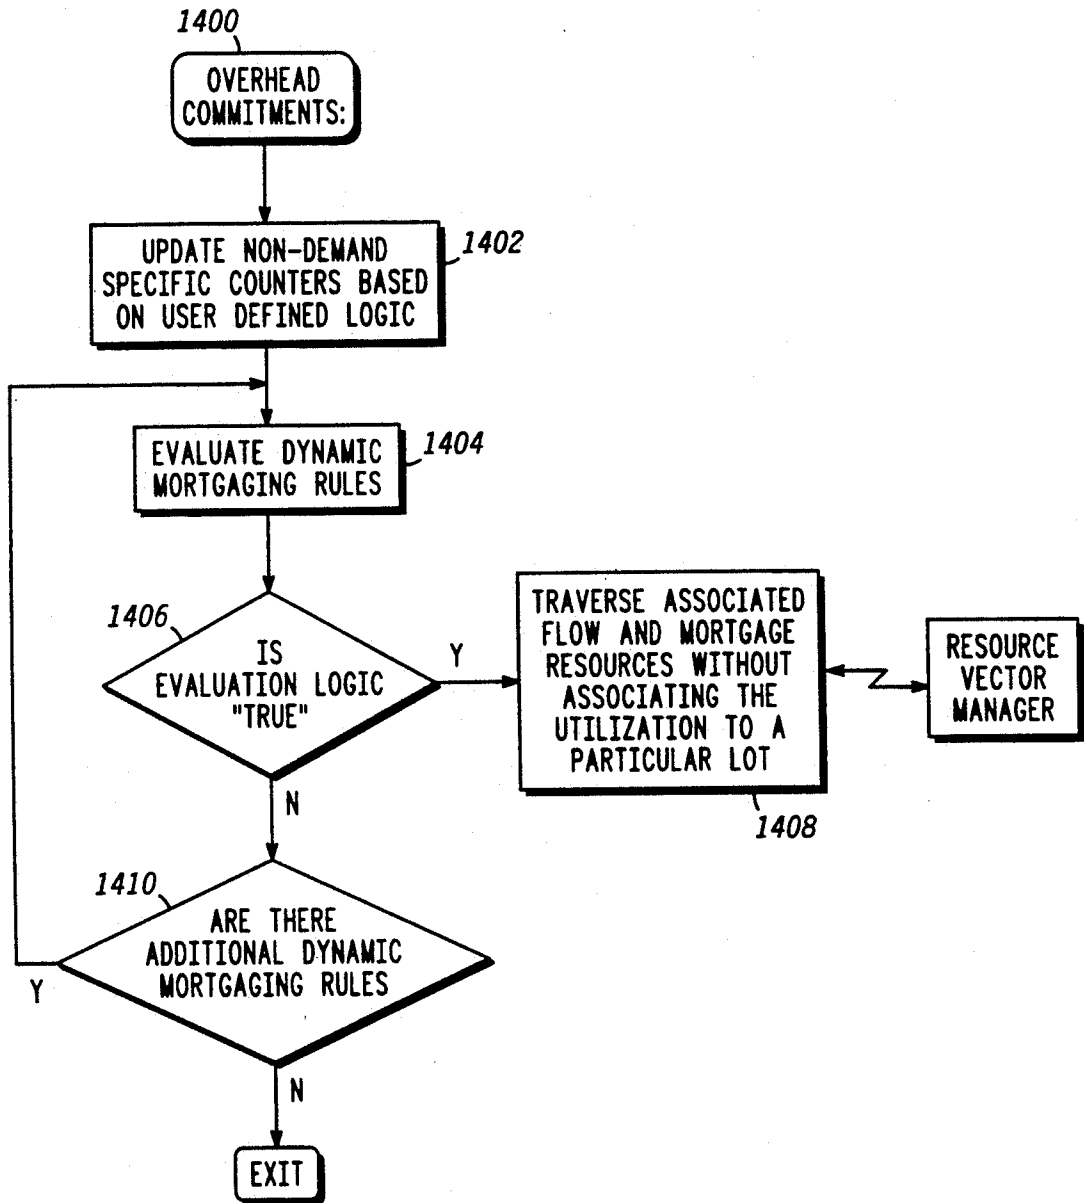 1400
OVERHEAD
COMMITMENTS:
UPDATE NON-DEMAND
SPECIFIC COUNTERS BASED
ON USER DEFINED LOGIC
1402
EVALUATE DYNAMIC
MORTGAGING RULES
1404
1406
IS
EVALUATION LOGIC
"TRUE"
Y
N
TRAVERSE ASSOCIATED
FLOW AND MORTGAGE
RESOURCES WITHOUT
ASSOCIATING THE
UTILIZATION TO A
PARTICULAR LOT
1408
RESOURCE
VECTOR
MANAGER
1410
ARE THERE
ADDITIONAL DYNAMIC
MORTGAGING RULES
Y
N
EXIT